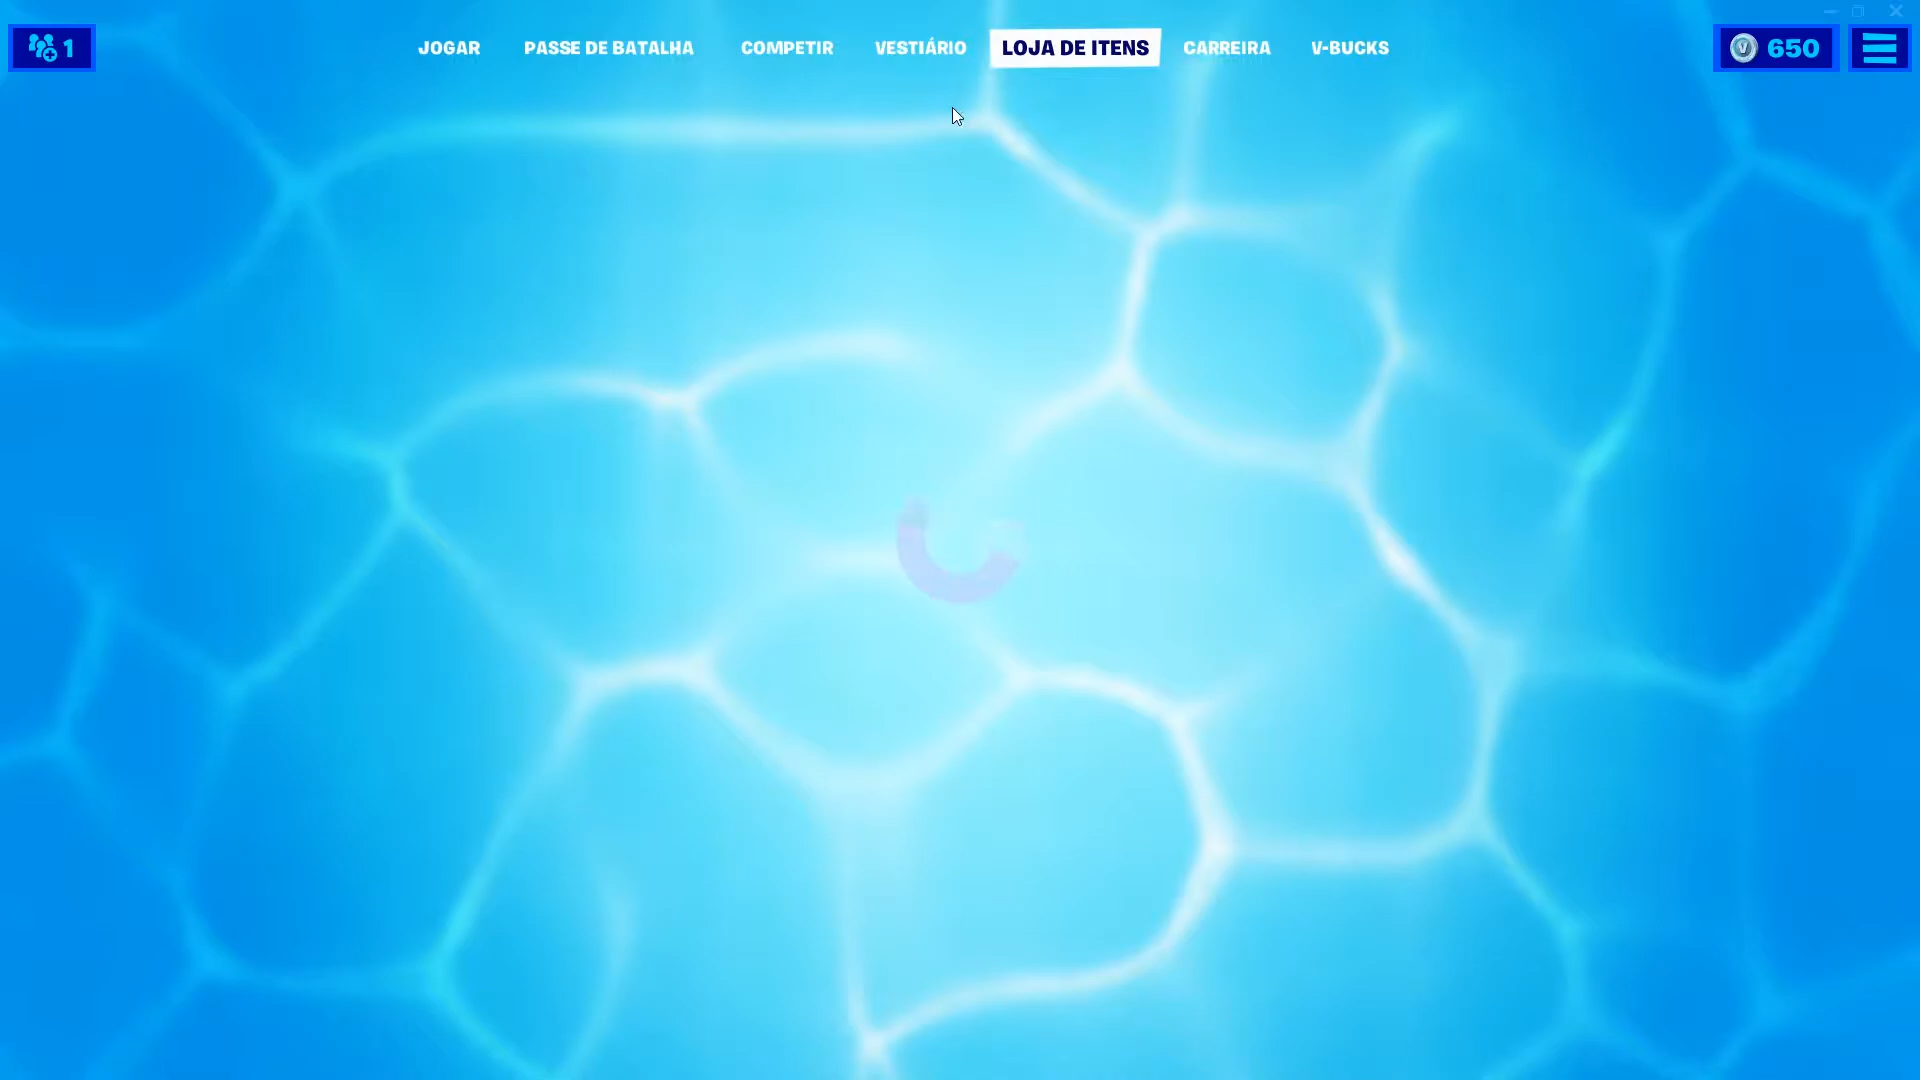 1
JOGAR
PASSE DE BATALHA
COMPETIR
VESTIÁRIO
LOJA DE ITENS
CARREIRA
V-BUCKS
V 650